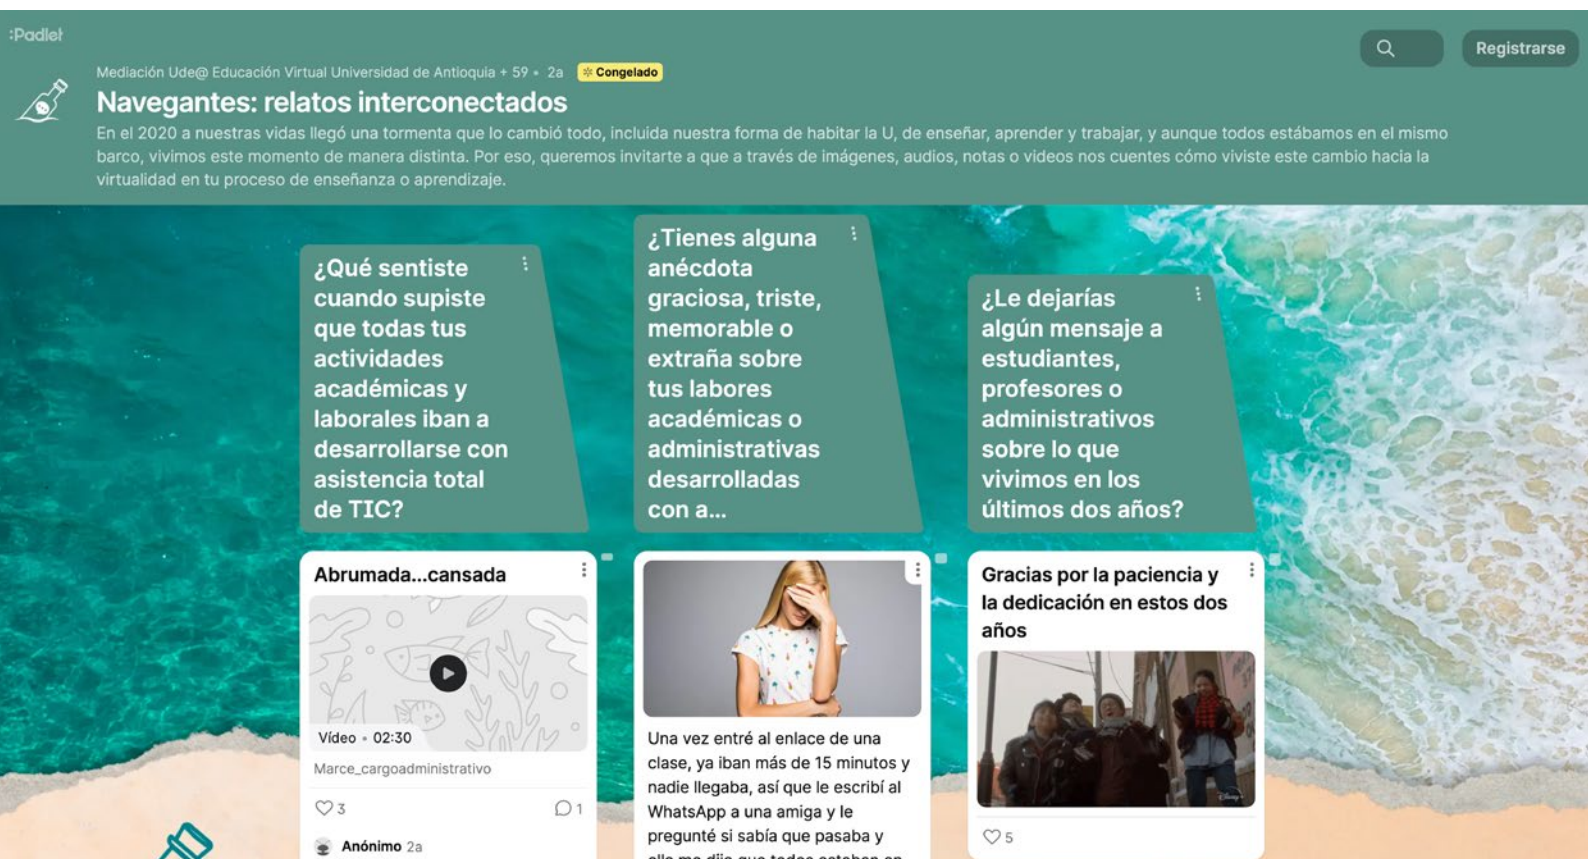 :Padlet
Registrarse
Mediación Ude@ Educación Virtual Universidad de Antioquia + 59 • 2a
Congelado
Navegantes: relatos interconectados
En el 2020 a nuestras vidas llegó una tormenta que lo cambió todo, incluida nuestra forma de habitar la U, de enseñar, aprender y trabajar, y aunque todos estábamos en el mismo
barco, vivimos este momento de manera distinta. Por eso, queremos invitarte a que a través de imágenes, audios, notas o videos nos cuentes cómo viviste este cambio hacia la
virtualidad en tu proceso de enseñanza o aprendizaje.
¿Qué sentiste
cuando supiste
que todas tus
actividades
académicas y
laborales iban a
desarrollarse con
asistencia total
de TIC?
Abrumada...cansada
Vídeo • 02:30
Marce_cargoadministrativo
3
1
Anónimo 2a
¿Tienes alguna
anécdota
graciosa, triste,
memorable o
extraña sobre
tus labores
académicas o
administrativas
desarrolladas
con a...
Una vez entré al enlace de una
clase, ya iban más de 15 minutos y
nadie llegaba, así que le escribí al
WhatsApp a una amiga y le
pregunté si sabía que pasaba y
ella me dijo que todos estaban en
¿Le dejarías
algún mensaje a
estudiantes,
profesores o
administrativos
sobre lo que
vivimos en los
últimos dos años?
Gracias por la paciencia y
la dedicación en estos dos
años
Disney+
5